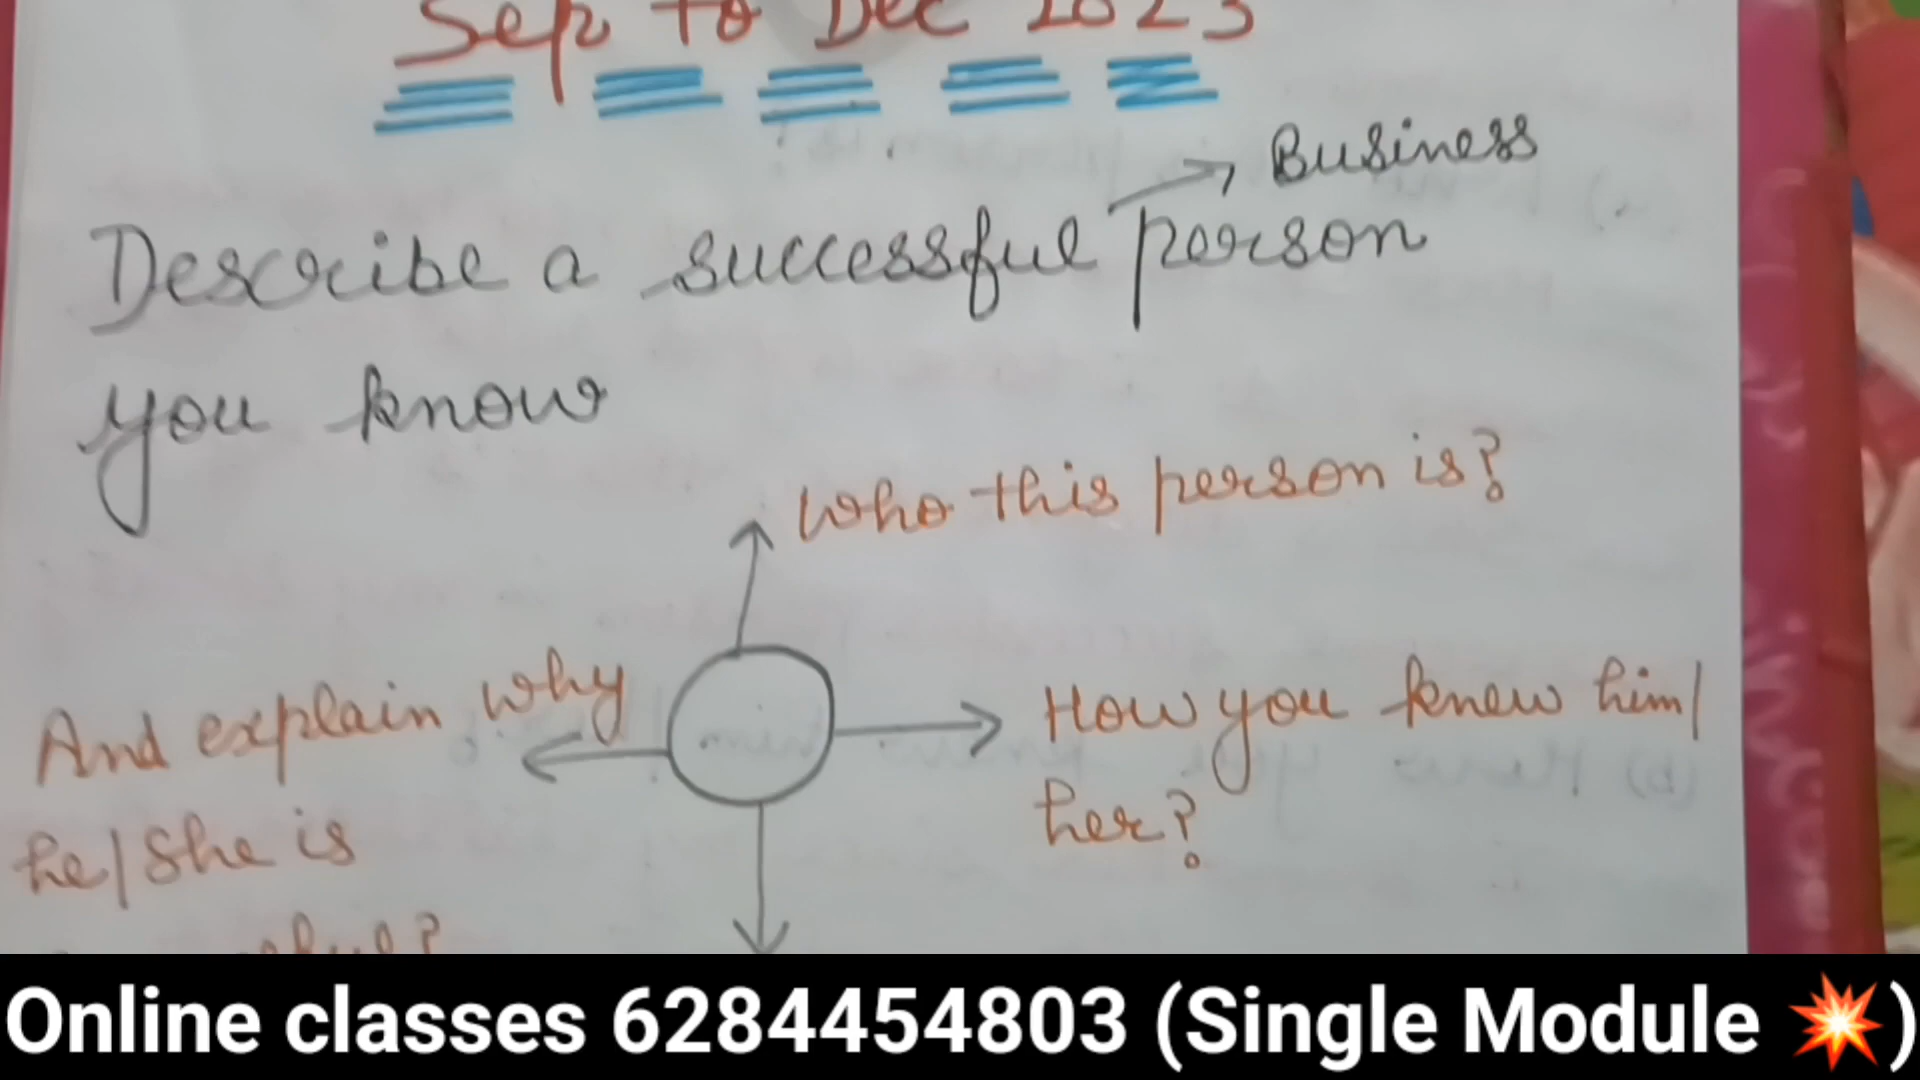 Sep to Dec 2023
Business
Describe a successful person
you know
Who this person is?
And explain why
he/She is
How you knew him/
her?
Online classes 6284454803 (Single Module 💥)